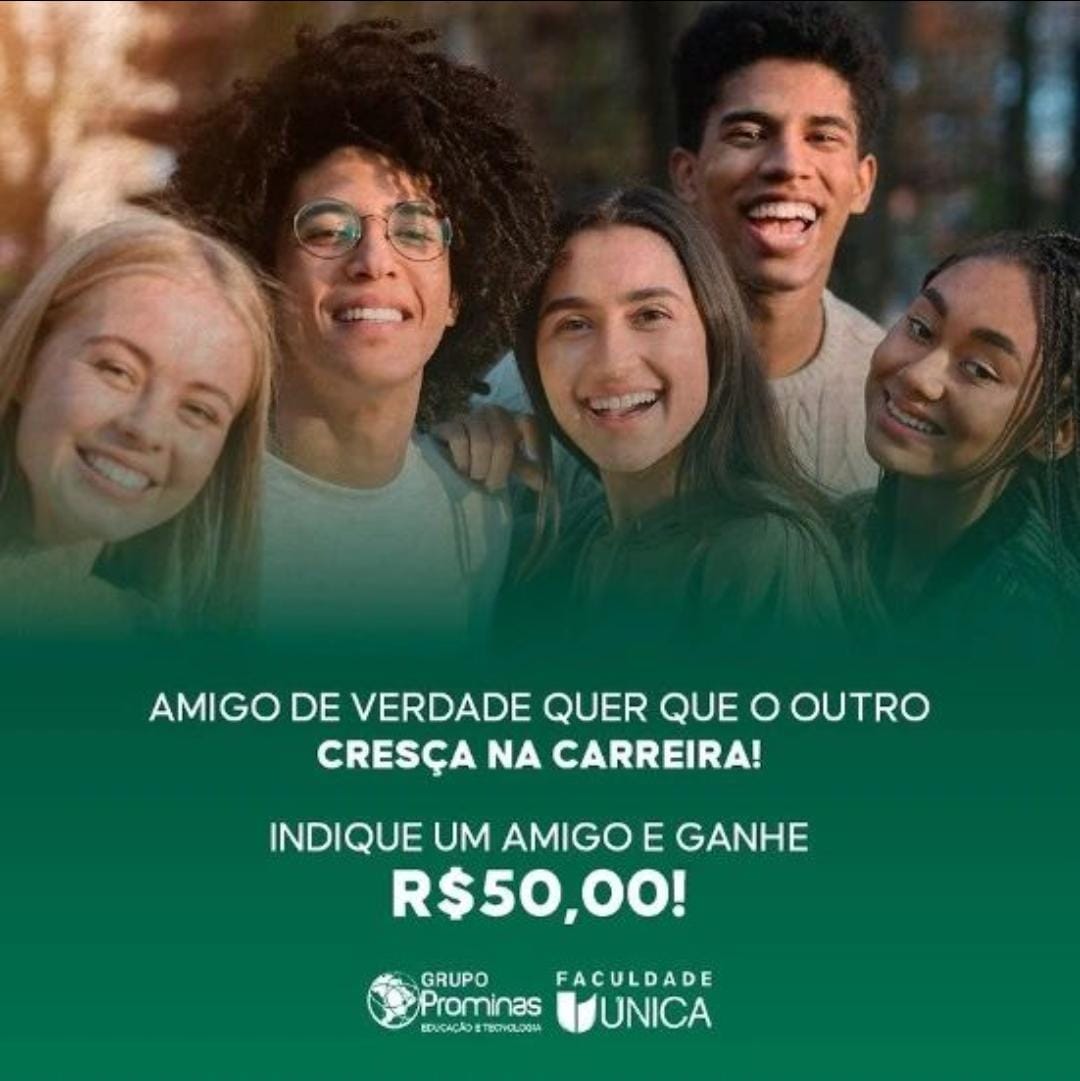 AMIGO DE VERDADE QUER QUE O OUTRO
CRESÇA NA CARREIRA!
INDIQUE UM AMIGO E GANHE
R$50,00!
GRUPO
Prominas
EDUCAÇÃO E TECNOLOGIA
FACULDADE
ÚNICA